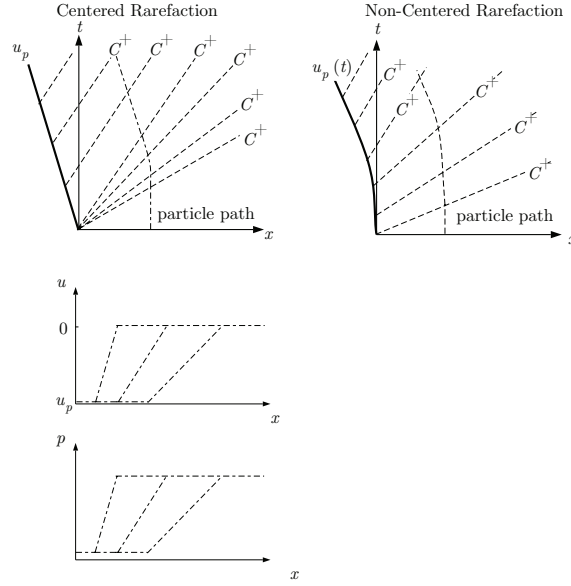 Centered Rarefaction
t
u_p
C^+ C^+ C^+ C^+
C^+
C^+
particle path
x
Non-Centered Rarefaction
t
u_p (t)
C^+
C^+
C^+
C^+
C^+
particle path
u
0
u_p
x
p
x